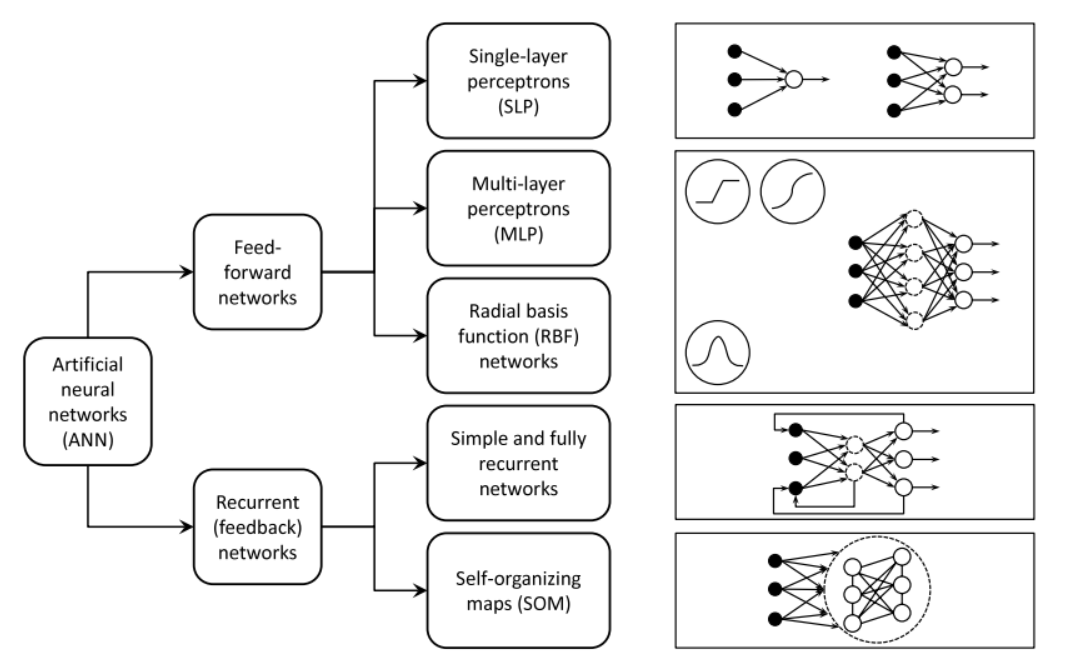 Single-layer
perceptrons
(SLP)
Multi-layer
perceptrons
(MLP)
Feed-
forward
networks
Radial basis
function (RBF)
networks
Artificial
neural
networks
(ANN)
Simple and fully
recurrent
networks
Recurrent
(feedback)
networks
Self-organizing
maps (SOM)